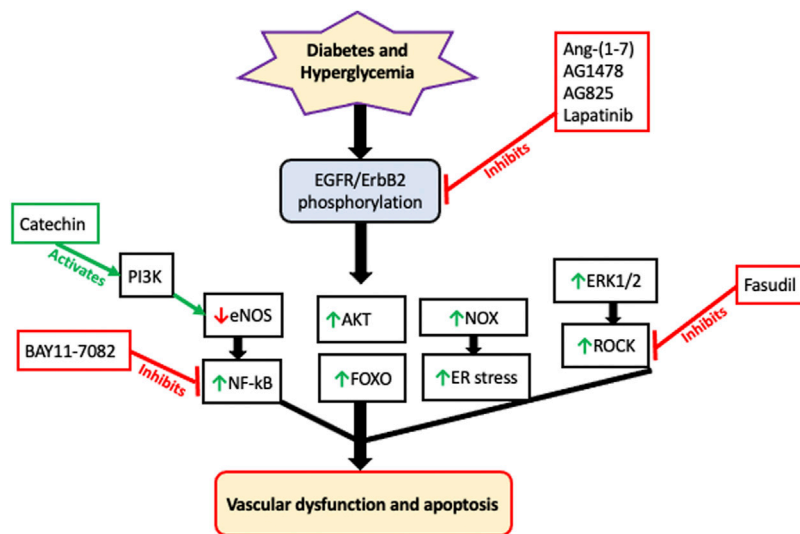 Diabetes and
Hyperglycemia
Ang-(1-7)
AG1478
AG825
Lapatinib
Inhibits
EGFR/ErbB2
phosphorylation
Catechin
Activates
PI3K
↓eNOS
↑AKT
↑NOX
↑ERK1/2
Fasudil
Inhibits
BAY11-7082
Inhibits
↑NF-kB
↑FOXO
↑ER stress
↑ROCK
Vascular dysfunction and apoptosis